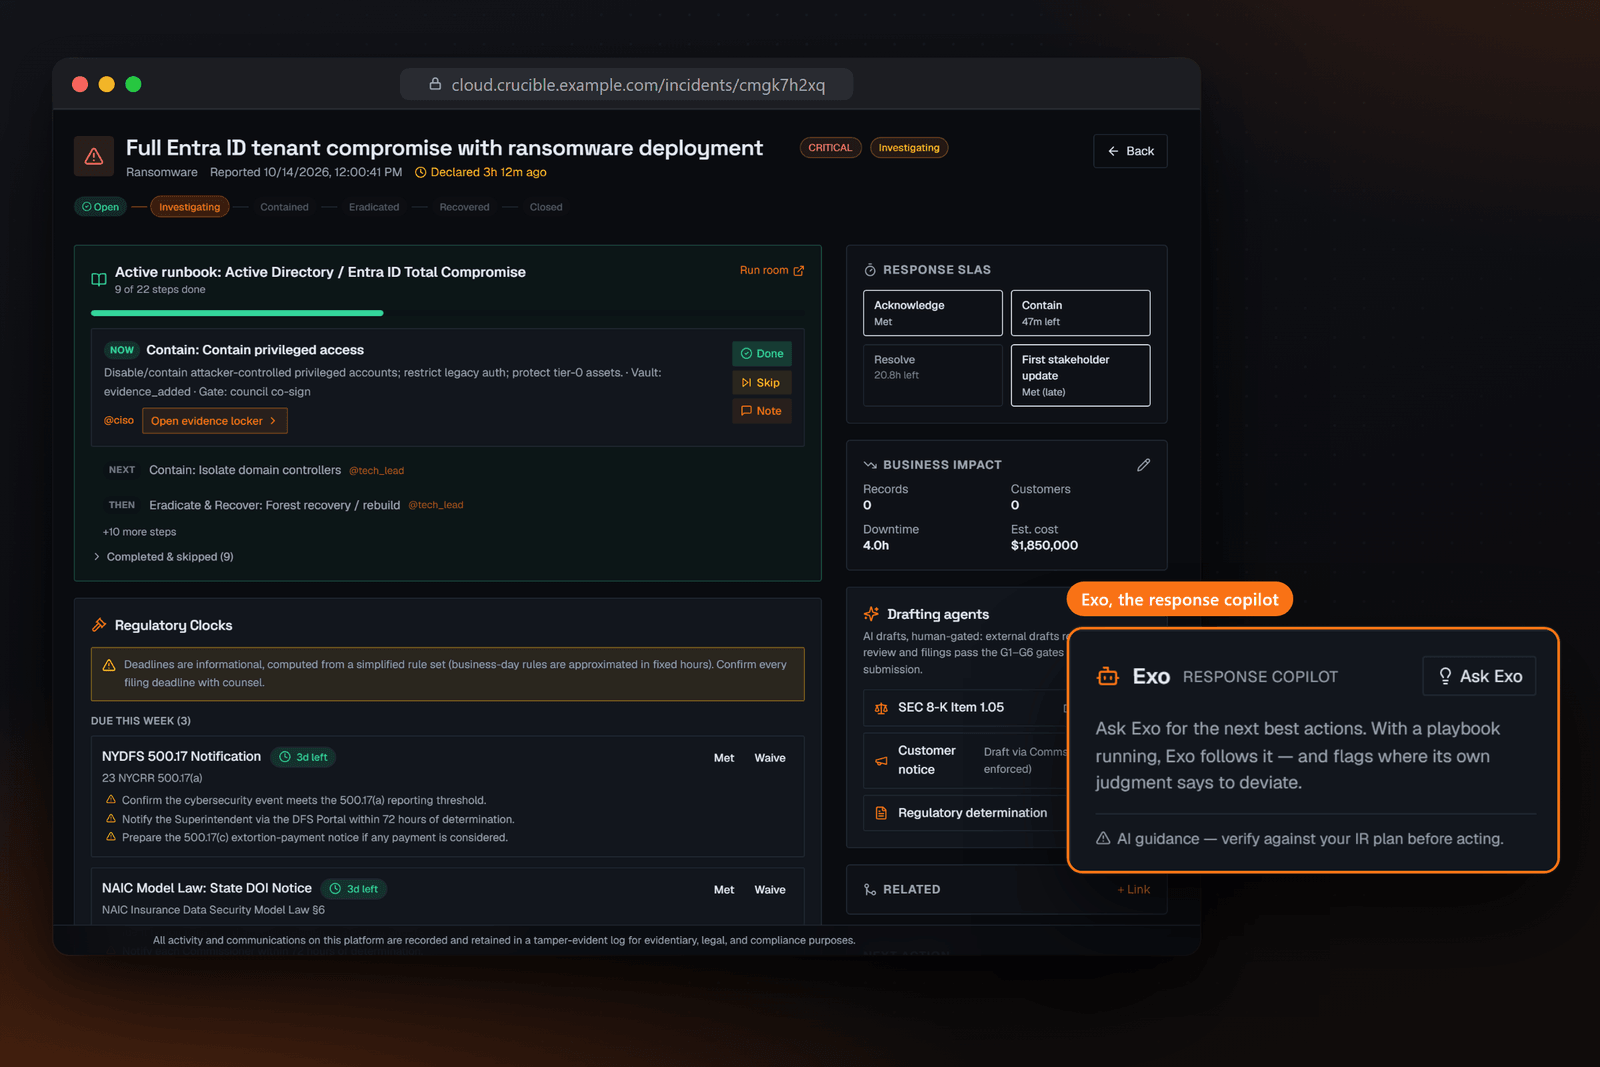 cloud.crucible.example.com/incidents/cmgk7h2xq
Full Entra ID tenant compromise with ransomware deployment
CRITICAL
Investigating
Back
Ransomware Reported 10/14/2026, 12:00:41 PM Declared 3h 12m ago
Open Investigating Contained Eradicated Recovered Closed
Active runbook: Active Directory / Entra ID Total Compromise
Run room
9 of 22 steps done
NOW Contain: Contain privileged access
Disable/contain attacker-controlled privileged accounts; restrict legacy auth; protect tier-0 assets. · Vault:
evidence_added · Gate: council co-sign
@ciso Open evidence locker
Done
Skip
Note
NEXT Contain: Isolate domain controllers @tech_lead
THEN Eradicate & Recover: Forest recovery / rebuild @tech_lead
+10 more steps
Completed & skipped (9)
Regulatory Clocks
Deadlines are informational, computed from a simplified rule set (business-day rules are approximated in fixed hours). Confirm every
filing deadline with counsel.
DUE THIS WEEK (3)
NYDFS 500.17 Notification 3d left Met Waive
23 NYCRR 500.17(a)
Confirm the cybersecurity event meets the 500.17(a) reporting threshold.
Notify the Superintendent via the DFS Portal within 72 hours of determination.
Prepare the 500.17(c) extortion-payment notice if any payment is considered.
NAIC Model Law: State DOI Notice 3d left Met Waive
NAIC Insurance Data Security Model Law §6
RESPONSE SLAS
Acknowledge
Met
Contain
47m left
Resolve
20.8h left
First stakeholder
update
Met (late)
BUSINESS IMPACT
Records
0
Customers
0
Downtime
4.0h
Est. cost
$1,850,000
Drafting agents
AI drafts, human-gated: external drafts
review and filings pass the G1–G6 gates
submission.
SEC 8-K Item 1.05
Customer
notice
Draft via Comms
enforced)
Regulatory determination
RELATED
+ Link
Exo, the response copilot
Exo RESPONSE COPILOT
Ask Exo
Ask Exo for the next best actions. With a playbook
running, Exo follows it — and flags where its own
judgment says to deviate.
AI guidance — verify against your IR plan before acting.
All activity and communications on this platform are recorded and retained in a tamper-evident log for evidentiary, legal, and compliance purposes.